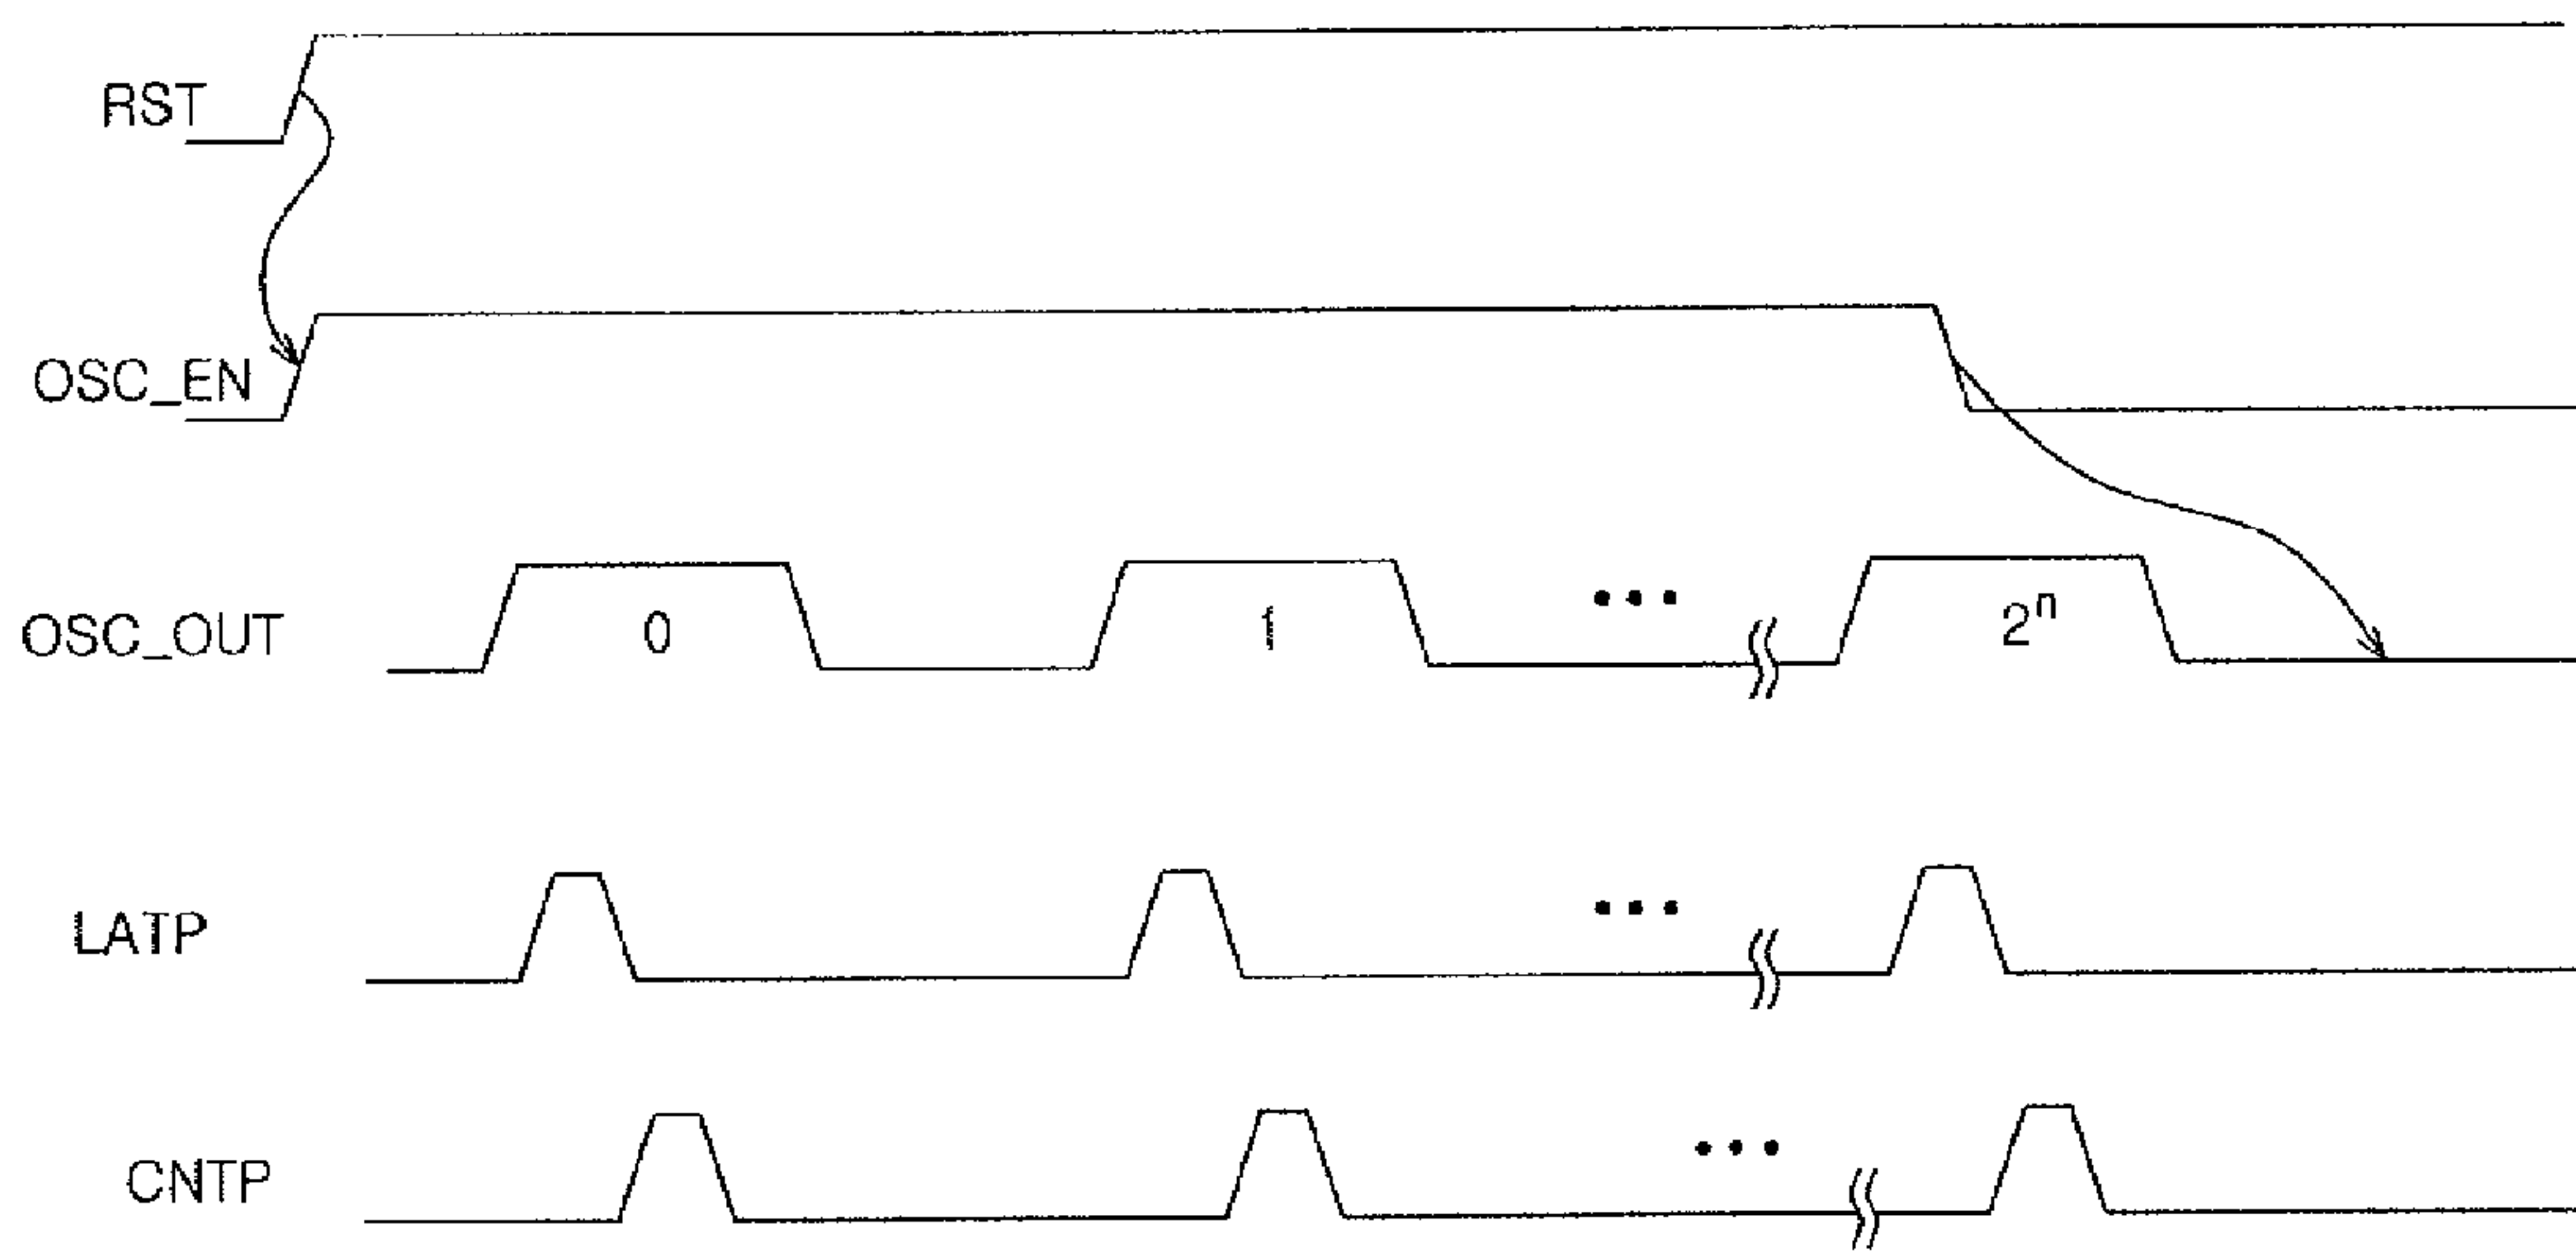 RST
OSC_EN
OSC_OUT 0 1 ••• 2ⁿ
LATP •••
CNTP •••